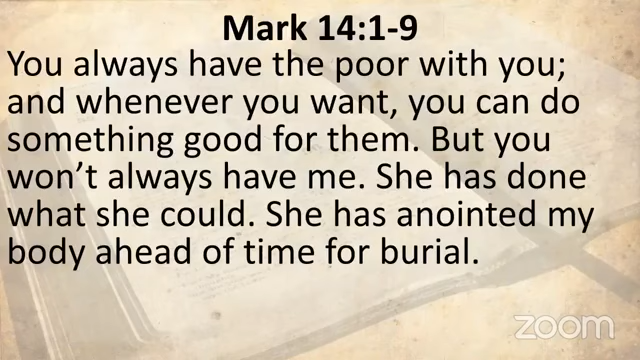 Mark 14:1-9
You always have the poor with you;
and whenever you want, you can do
something good for them. But you
won’t always have me. She has done
what she could. She has anointed my
body ahead of time for burial.
zoom